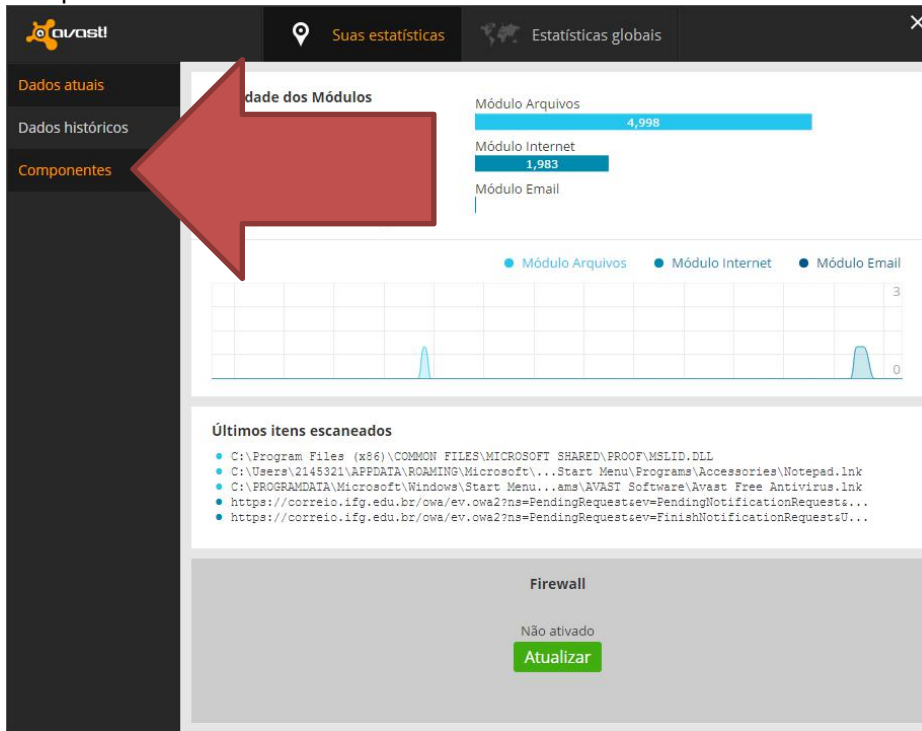 avast!
Suas estatísticas
Estatísticas globais
Dados atuais
Dados históricos
Componentes
dade dos Módulos
Módulo Arquivos
4,998
Módulo Internet
1,983
Módulo Email
Módulo Arquivos Módulo Internet Módulo Email
3
0
Últimos itens escaneados
C:\Program Files (x86)\COMMON FILES\MICROSOFT SHARED\PROOF\MSLID.DLL
C:\Users\2145321\APPDATA\ROAMING\Microsoft\...Start Menu\Programs\Accessories\Notepad.lnk
C:\PROGRAMDATA\Microsoft\Windows\Start Menu...ams\AVAST Software\Avast Free Antivirus.lnk
https://correio.ifg.edu.br/owa/ev.owa2?ns=PendingRequest&ev=PendingNotificationRequest&...
https://correio.ifg.edu.br/owa/ev.owa2?ns=PendingRequest&ev=FinishNotificationRequest&U...
Firewall
Não ativado
Atualizar